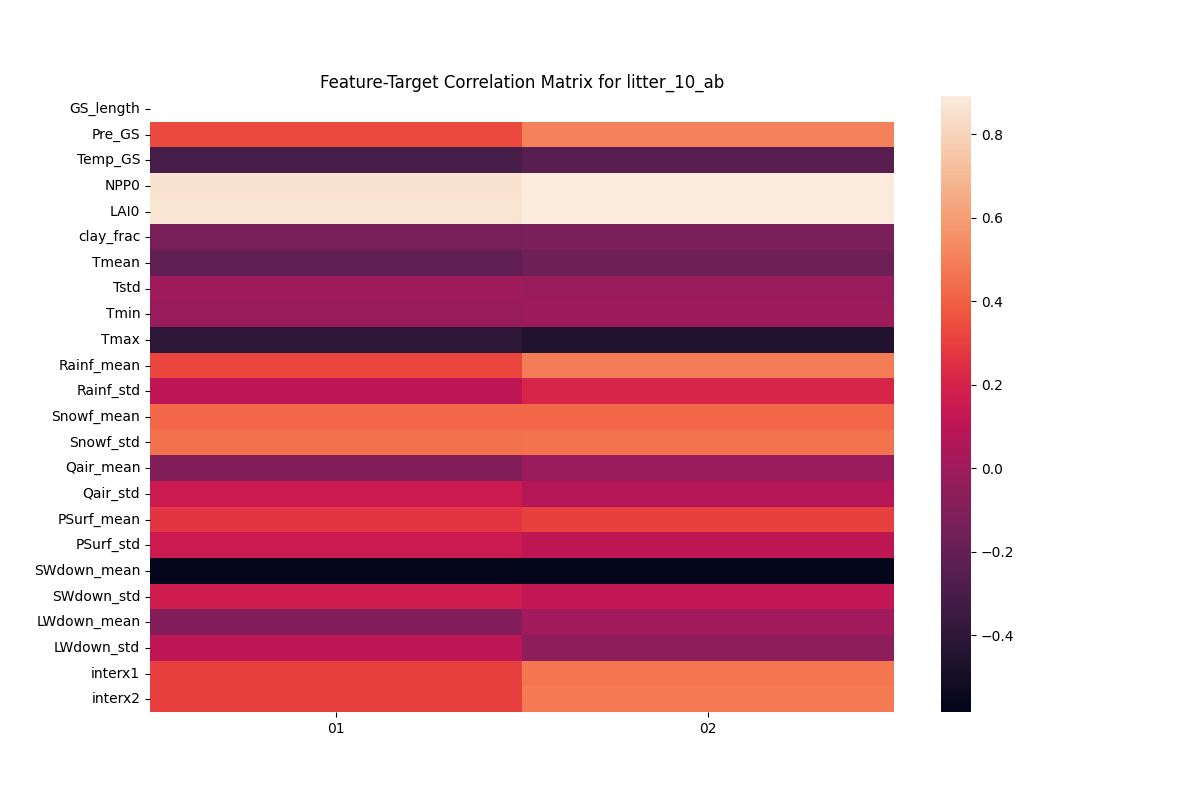 Feature-Target Correlation Matrix for litter_10_ab
GS_length
Pre_GS
Temp_GS
NPP0
LAI0
clay_frac
Tmean
Tstd
Tmin
Tmax
Rainf_mean
Rainf_std
Snowf_mean
Snowf_std
Qair_mean
Qair_std
PSurf_mean
PSurf_std
SWdown_mean
SWdown_std
LWdown_mean
LWdown_std
interx1
interx2
01 02
0.8
0.6
0.4
0.2
0.0
−0.2
−0.4